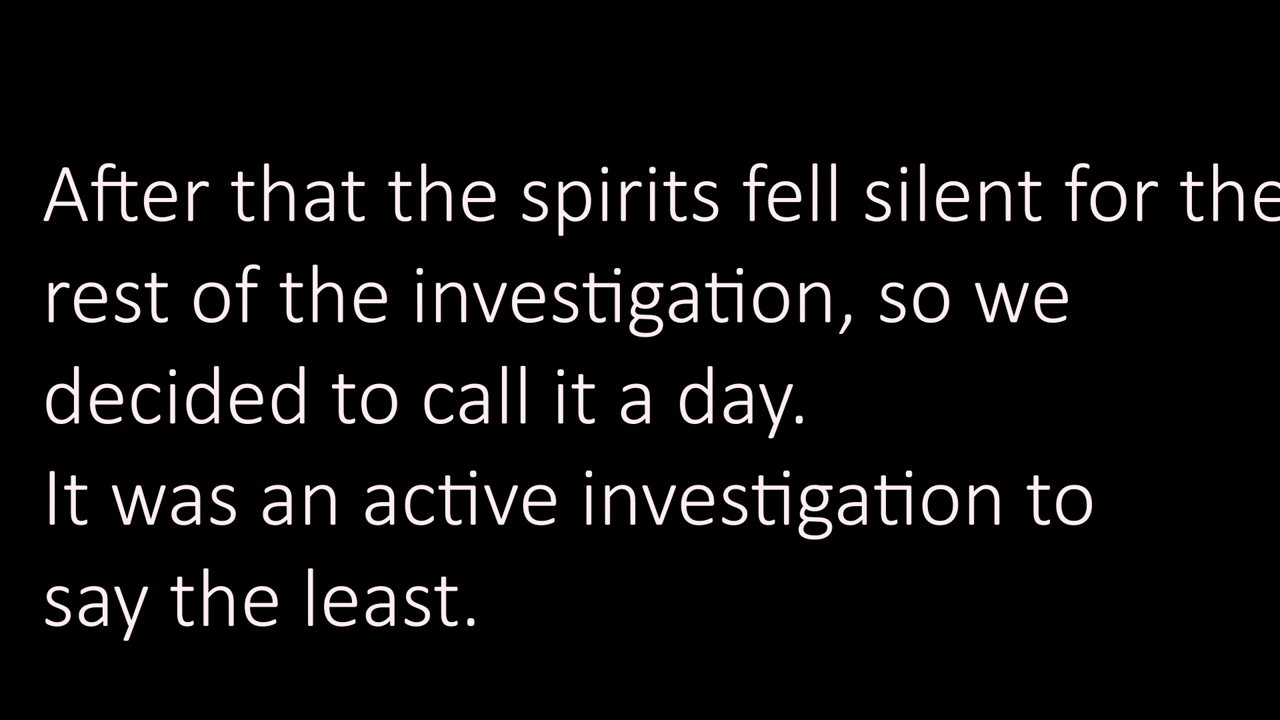 After that the spirits fell silent for the
rest of the investigation, so we
decided to call it a day.
It was an active investigation to
say the least.